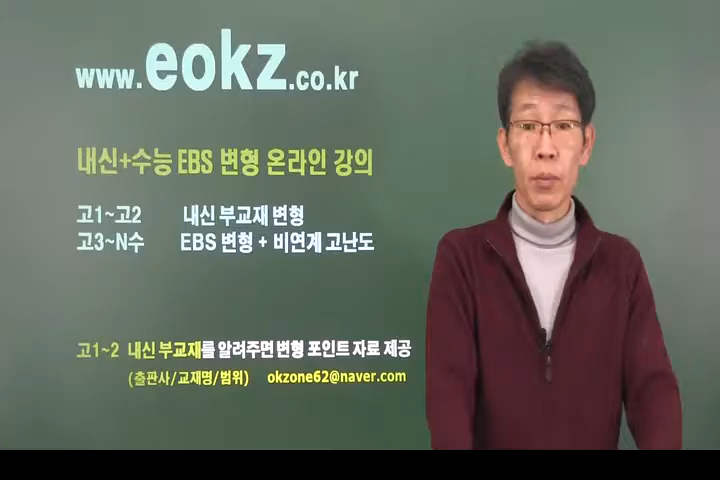 www.eokz.co.kr
내신+수능 EBS 변형 온라인 강의
고1~고2 내신 부교재 변형
고3~N수 EBS 변형 + 비연계 고난도
고1~2 내신 부교재를 알려주면 변형 포인트 자료 제공
(출판사/교재명/범위) okzone62@naver.com